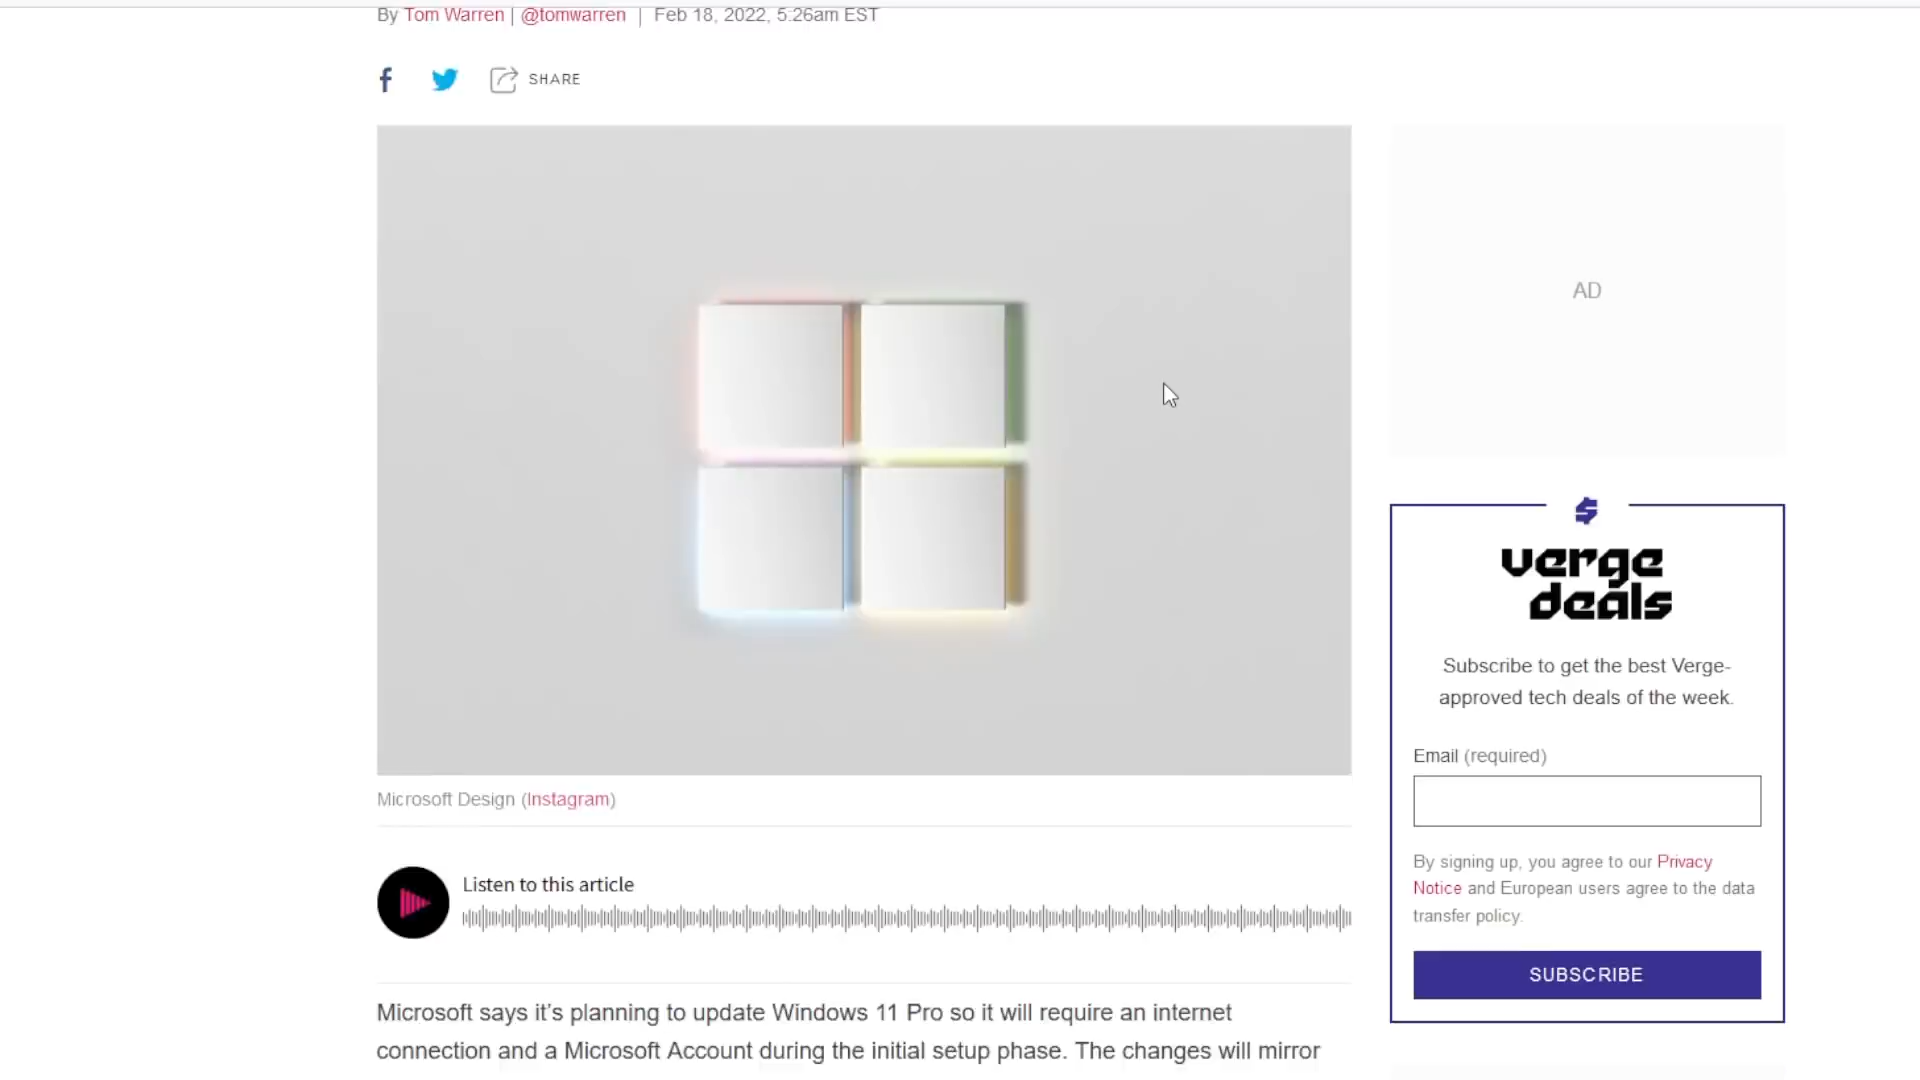 By Tom Warren | @tomwarren | Feb 18, 2022, 5:26am EST
SHARE
AD
Microsoft Design (Instagram)
Listen to this article
Microsoft says it’s planning to update Windows 11 Pro so it will require an internet
connection and a Microsoft Account during the initial setup phase. The changes will mirror
verge
deals
Subscribe to get the best Verge-
approved tech deals of the week.
Email (required)
By signing up, you agree to our Privacy
Notice and European users agree to the data
transfer policy.
SUBSCRIBE